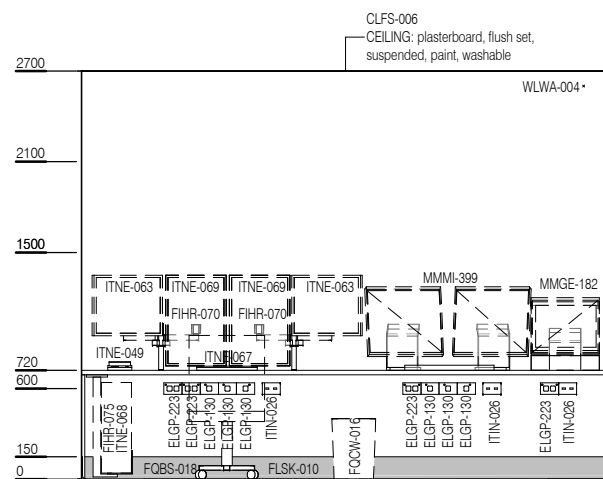 CLFS-006
CEILING: plasterboard, flush set,
suspended, paint, washable
2700
WLWA-004
2100
1500
ITNE-063
ITNE-069
ITNE-069
ITNE-063
MMMI-399
MMGE-182
FIHR-070
FIHR-070
ITNE-049
ITNE-067
720
600
FIHR-075
ITNE-068
ELGP-223
ELGP-223
ELGP-130
ELGP-130
ELGP-130
ITIN-026
ELGP-223
ELGP-130
ELGP-130
ELGP-130
ITIN-026
ELGP-223
ITIN-026
FQCW-016
150
FQBS-018
FLSK-010
0